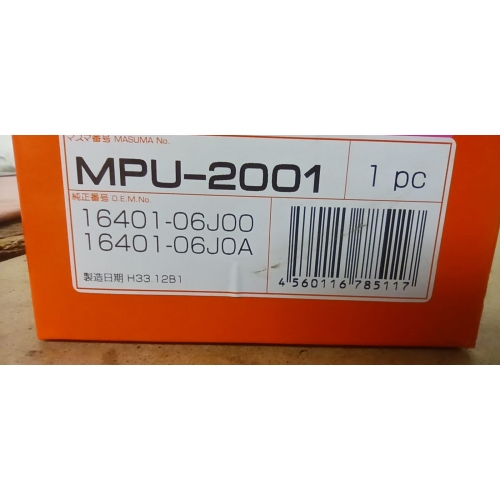 マスマ番号 MASUMA No.
MPU-2001
1 pc
純正番号 O.E.M.No.
16401-06J00
16401-06J0A
製造日期 H33 12B1
4 560116 785117